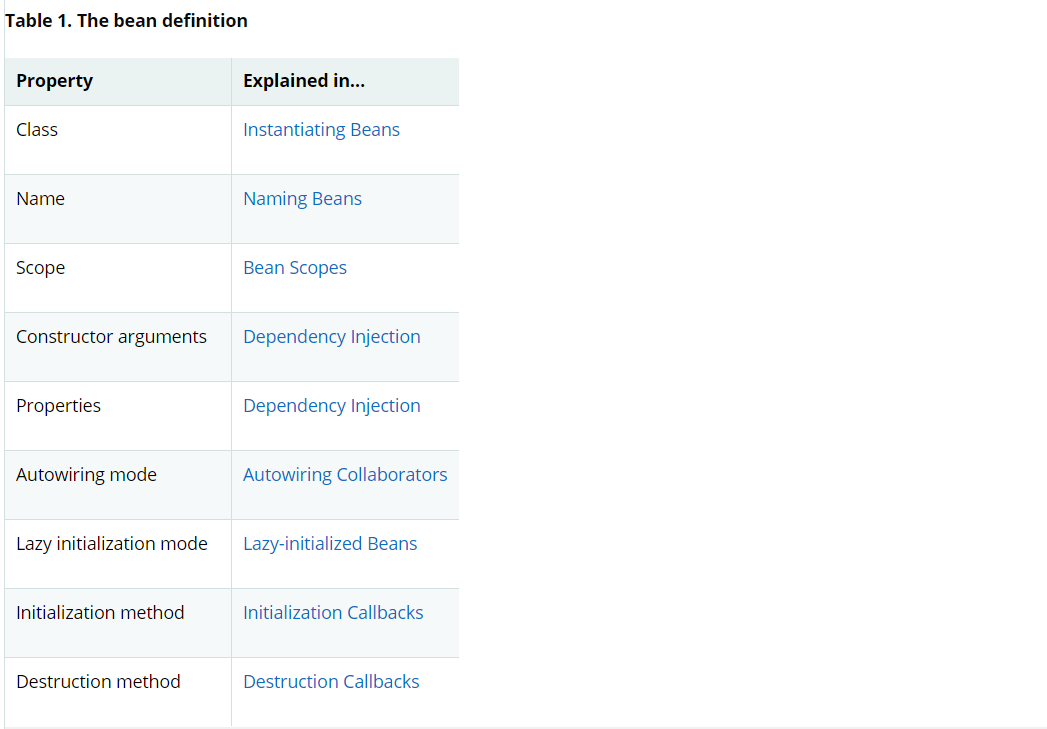 Table 1. The bean definition
Property Explained in...
Class Instantiating Beans
Name Naming Beans
Scope Bean Scopes
Constructor arguments Dependency Injection
Properties Dependency Injection
Autowiring mode Autowiring Collaborators
Lazy initialization mode Lazy-initialized Beans
Initialization method Initialization Callbacks
Destruction method Destruction Callbacks